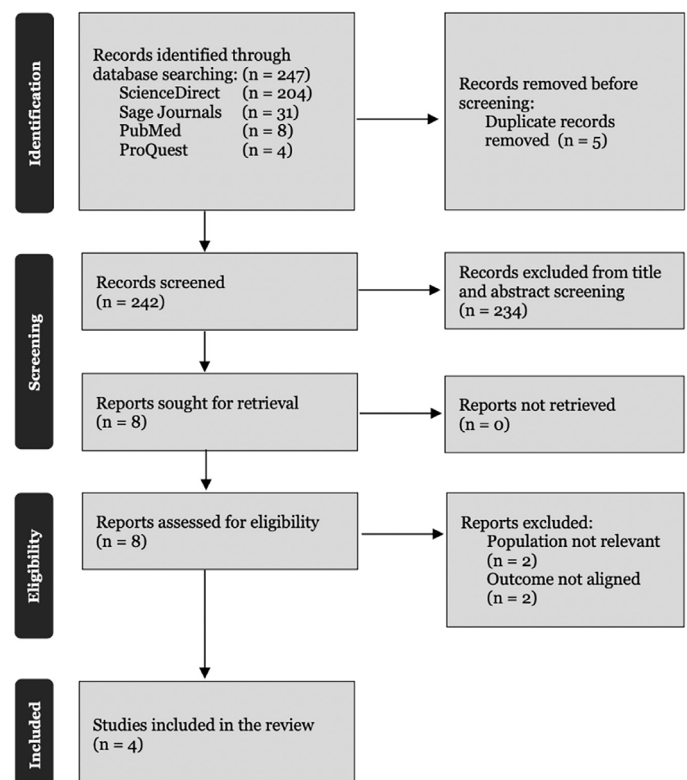 Identification
Records identified through
database searching: (n = 247)
ScienceDirect (n = 204)
Sage Journals (n = 31)
PubMed (n = 8)
ProQuest (n = 4)
Records removed before
screening:
Duplicate records
removed (n = 5)
Screening
Records screened
(n = 242)
Records excluded from title
and abstract screening
(n = 234)
Reports sought for retrieval
(n = 8)
Reports not retrieved
(n = 0)
Eligibility
Reports assessed for eligibility
(n = 8)
Reports excluded:
Population not relevant
(n = 2)
Outcome not aligned
(n = 2)
Included
Studies included in the review
(n = 4)